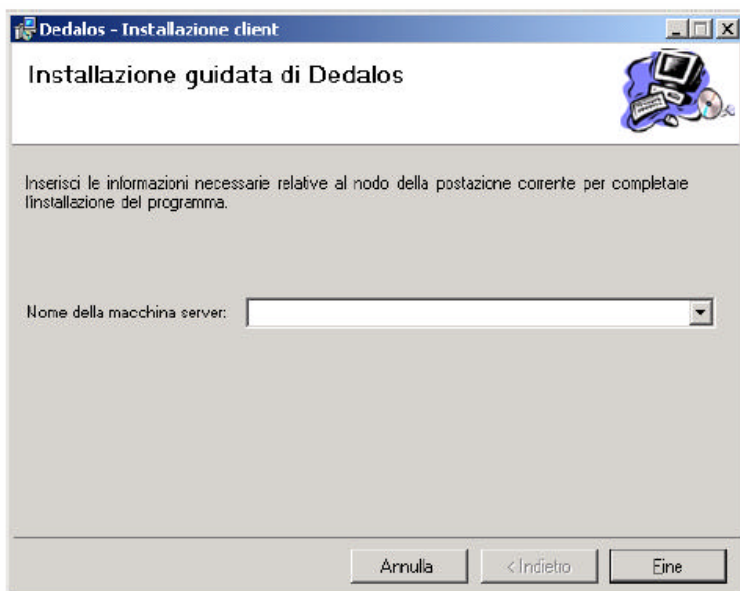 Dedalos - Installazione client
Installazione guidata di Dedalos
Inserisci le informazioni necessarie relative al nodo della postazione corrente per completare
l'installazione del programma.
Nome della macchina server:
Annulla
< Indietro
Fine